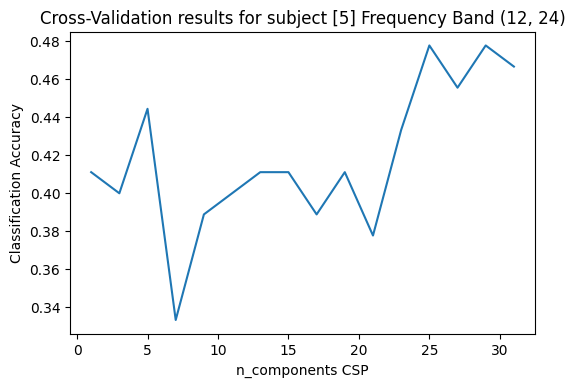 Cross-Validation results for subject [5] Frequency Band (12, 24)
0.48
0.46
0.44
0.42
0.40
0.38
0.36
0.34
Classification Accuracy
0 5 10 15 20 25 30
n_components CSP